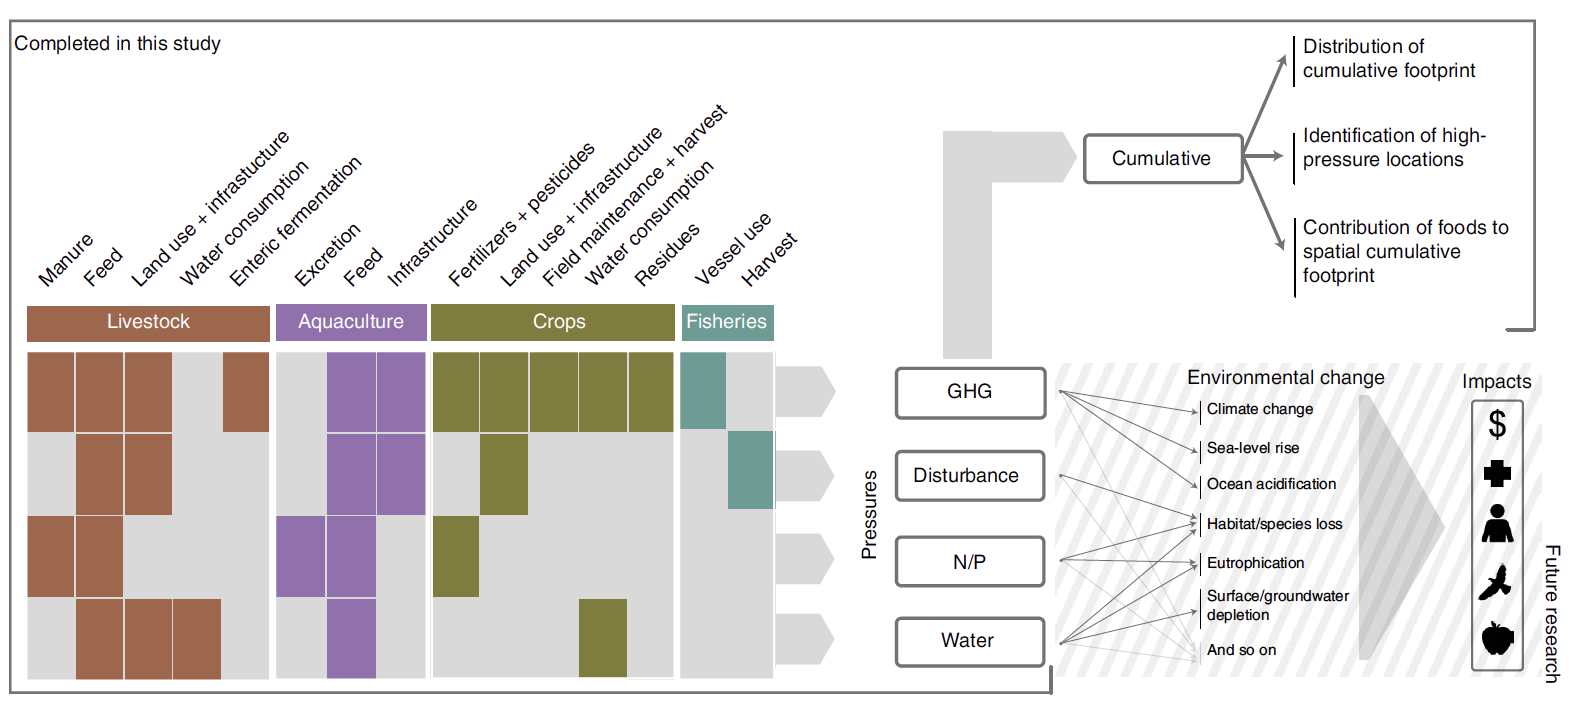 Completed in this study
Manure
Feed
Land use + infrastucture
Water consumption
Enteric fermentation
Excretion
Feed
Infrastructure
Fertilizers + pesticides
Land use + infrastructure
Field maintenance + harvest
Water consumption
Residues
Vessel use
Harvest
Livestock
Aquaculture
Crops
Fisheries
Pressures
GHG
Disturbance
N/P
Water
Cumulative
Distribution of
cumulative footprint
Identification of high-
pressure locations
Contribution of foods to
spatial cumulative
footprint
Environmental change
Climate change
Sea-level rise
Ocean acidification
Habitat/species loss
Eutrophication
Surface/groundwater
depletion
And so on
Impacts
$
Future research